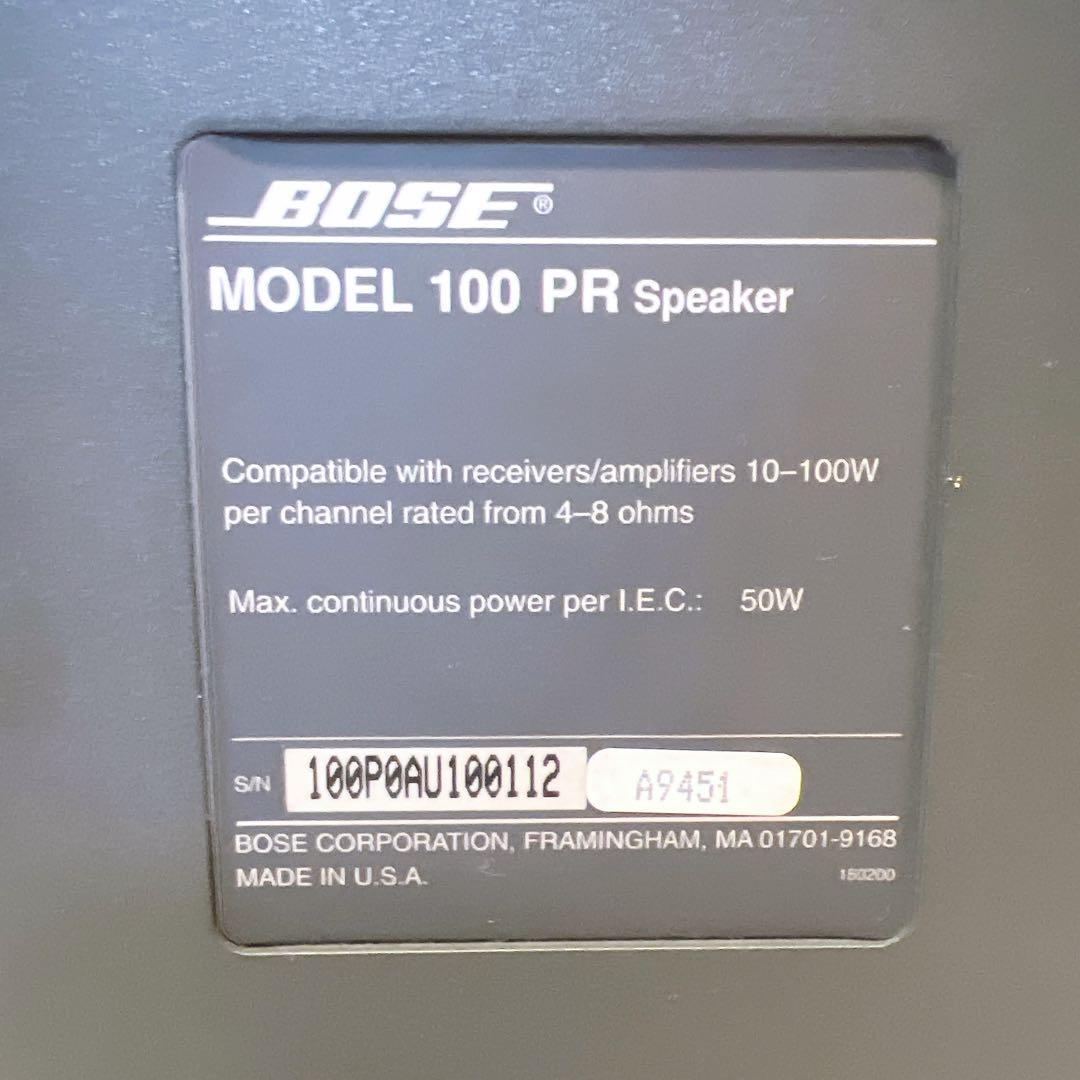 BOSE®
MODEL 100 PR Speaker
Compatible with receivers/amplifiers 10–100W
per channel rated from 4–8 ohms
Max. continuous power per I.E.C.: 50W
S/N 100P0AU100112 A9451
BOSE CORPORATION, FRAMINGHAM, MA 01701-9168
MADE IN U.S.A. 150200